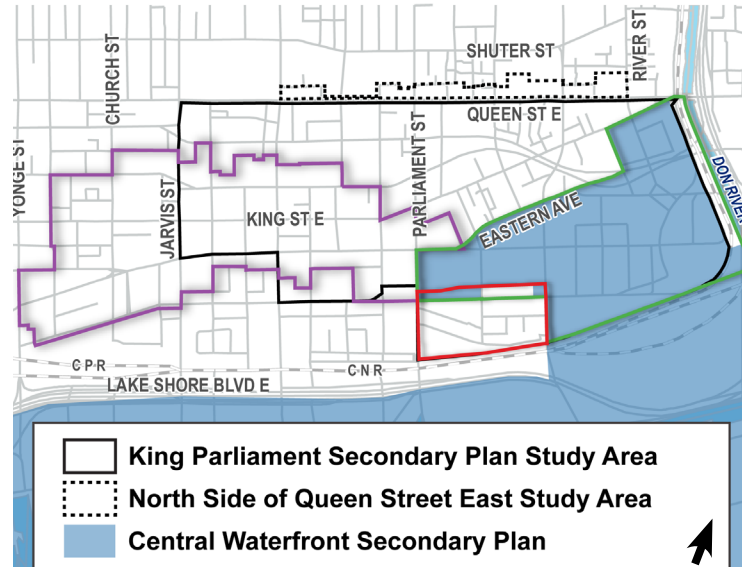 SHUTER ST
RIVER ST
CHURCH ST
QUEEN ST E
PARLIAMENT ST
YONGE ST
DON RIVER
JARVIS ST
KING ST E
EASTERN AVE
C P R
C N R
LAKE SHORE BLVD E
King Parliament Secondary Plan Study Area
North Side of Queen Street East Study Area
Central Waterfront Secondary Plan